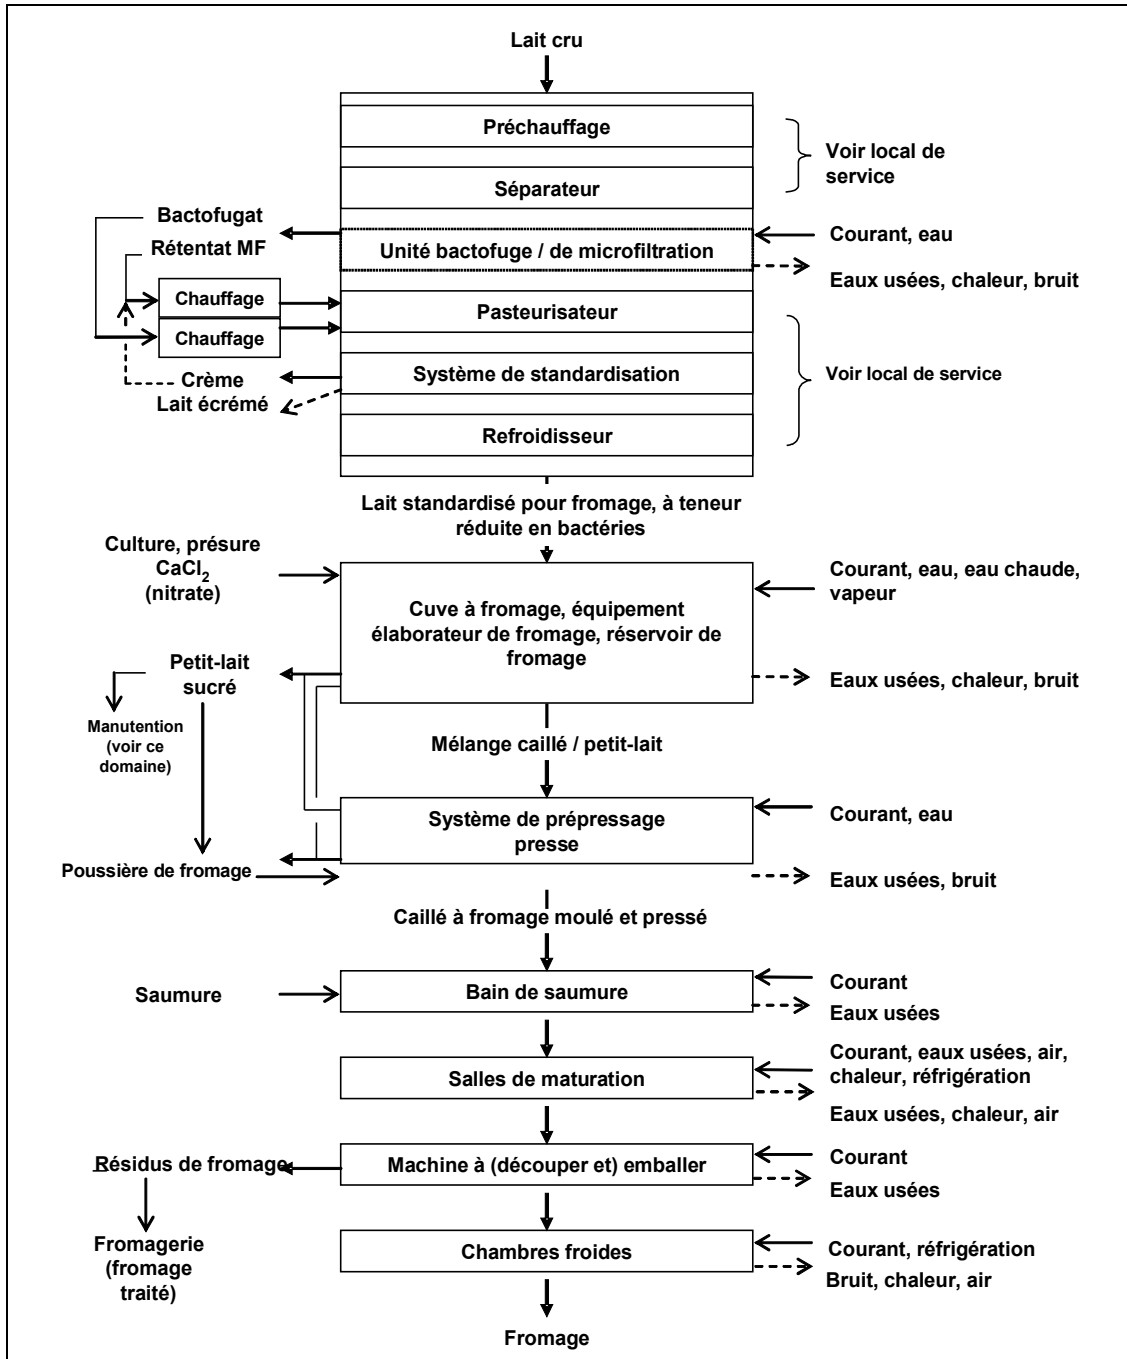 Lait cru
Préchauffage
Voir local de
service
Séparateur
Bactofugat
Rétentat MF
Unité bactofuge / de microfiltration
Courant, eau
Eaux usées, chaleur, bruit
Chauffage
Pasteurisateur
Chauffage
Crème
Lait écrémé
Système de standardisation
Voir local de service
Refroidisseur
Lait standardisé pour fromage, à teneur
réduite en bactéries
Culture, présure
CaCl2
(nitrate)
Courant, eau, eau chaude,
vapeur
Cuve à fromage, équipement
élaborateur de fromage, réservoir de
fromage
Petit-lait
sucré
Eaux usées, chaleur, bruit
Manutention
(voir ce
domaine)
Mélange caillé / petit-lait
Système de prépressage
presse
Courant, eau
Poussière de fromage
Eaux usées, bruit
Caillé à fromage moulé et pressé
Saumure
Bain de saumure
Courant
Eaux usées
Salles de maturation
Courant, eaux usées, air,
chaleur, réfrigération
Eaux usées, chaleur, air
Résidus de fromage
Machine à (découper et) emballer
Courant
Eaux usées
Fromagerie
(fromage
traité)
Chambres froides
Courant, réfrigération
Bruit, chaleur, air
Fromage